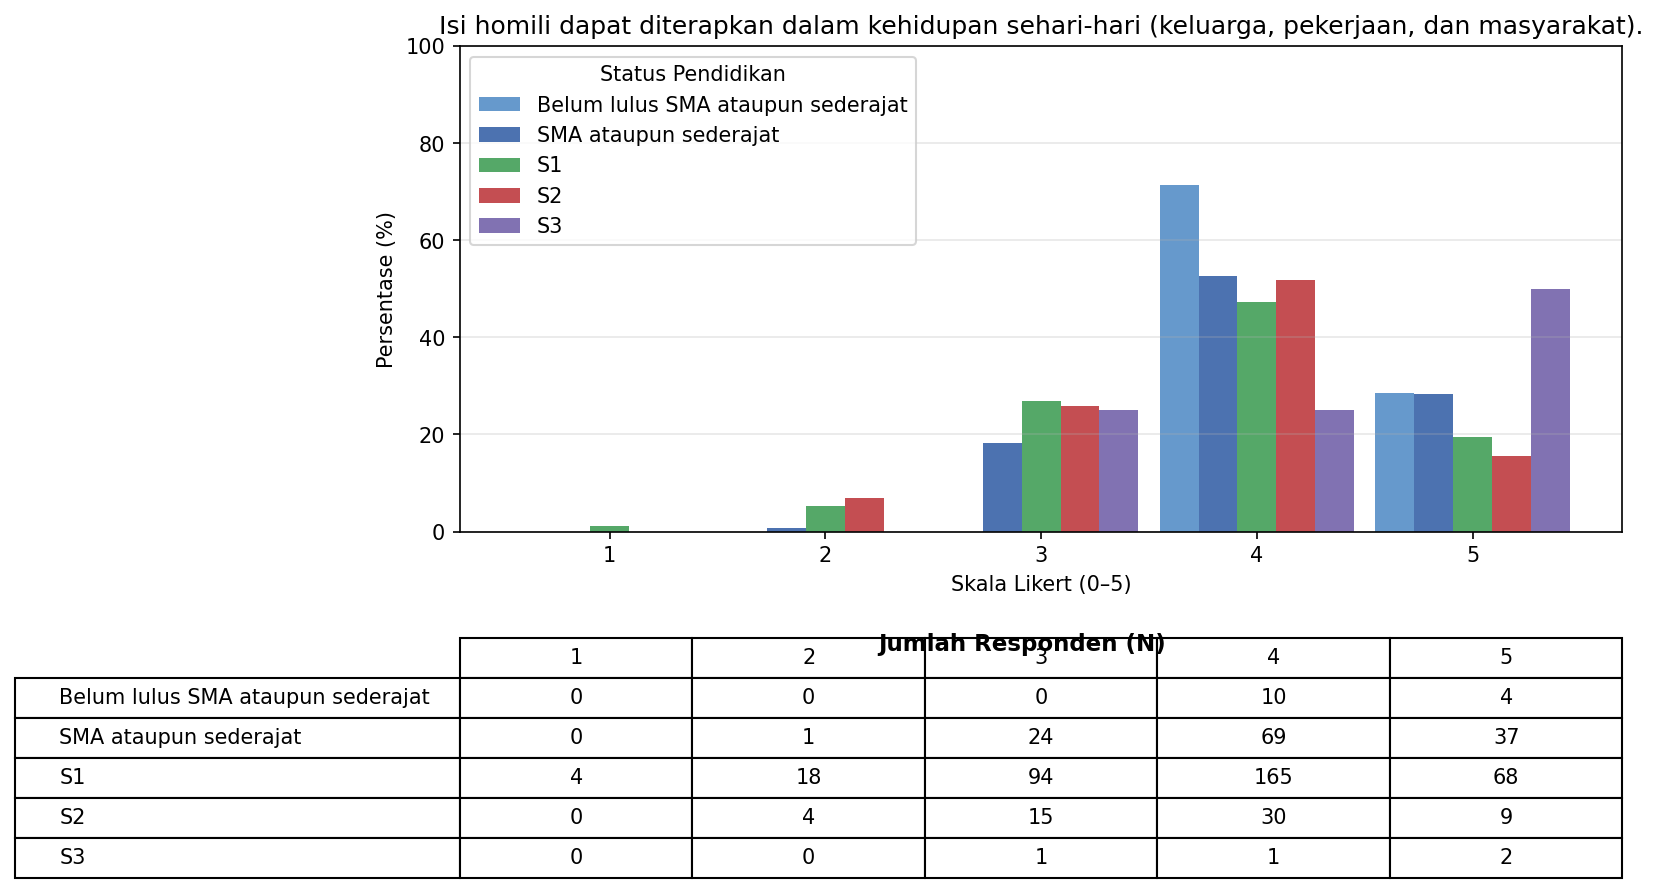 Isi homili dapat diterapkan dalam kehidupan sehari-hari (keluarga, pekerjaan, dan masyarakat).
100
80
60
40
20
0
Persentase (%)
Status Pendidikan
Belum lulus SMA ataupun sederajat
SMA ataupun sederajat
S1
S2
S3
1 2 3 4 5
Skala Likert (0–5)
Jumlah Responden (N)
1 2 3 4 5
Belum lulus SMA ataupun sederajat 0 0 0 10 4
SMA ataupun sederajat 0 1 24 69 37
S1 4 18 94 165 68
S2 0 4 15 30 9
S3 0 0 1 1 2